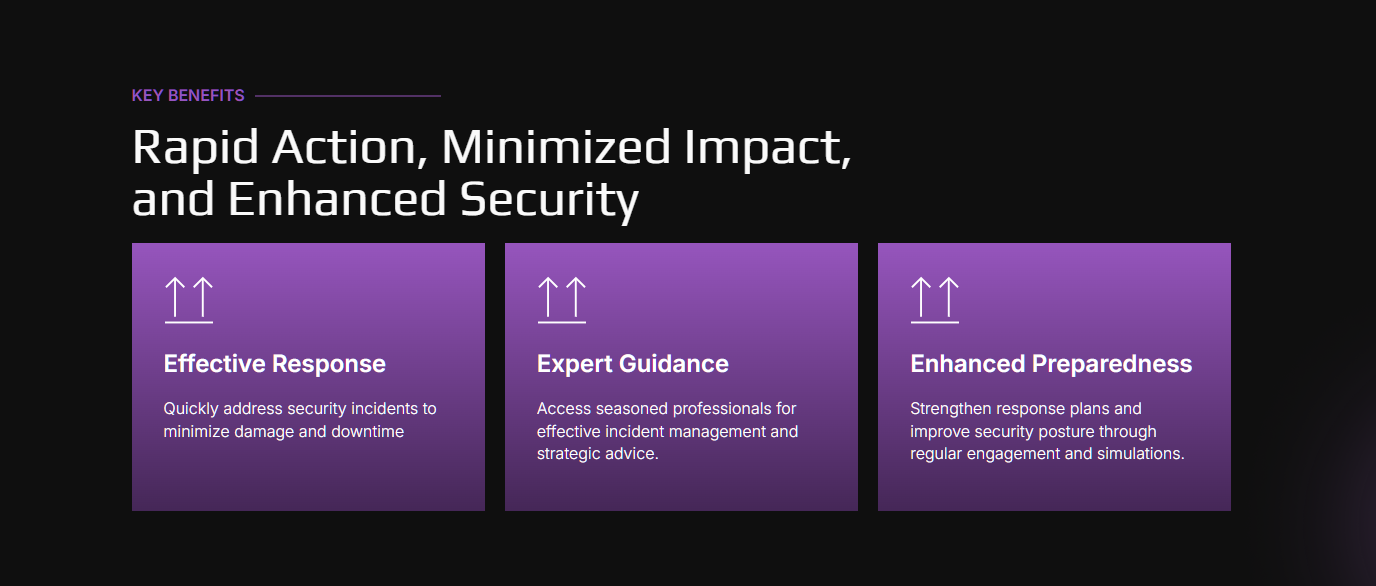 KEY BENEFITS
Rapid Action, Minimized Impact,
and Enhanced Security
Effective Response
Quickly address security incidents to
minimize damage and downtime
Expert Guidance
Access seasoned professionals for
effective incident management and
strategic advice.
Enhanced Preparedness
Strengthen response plans and
improve security posture through
regular engagement and simulations.